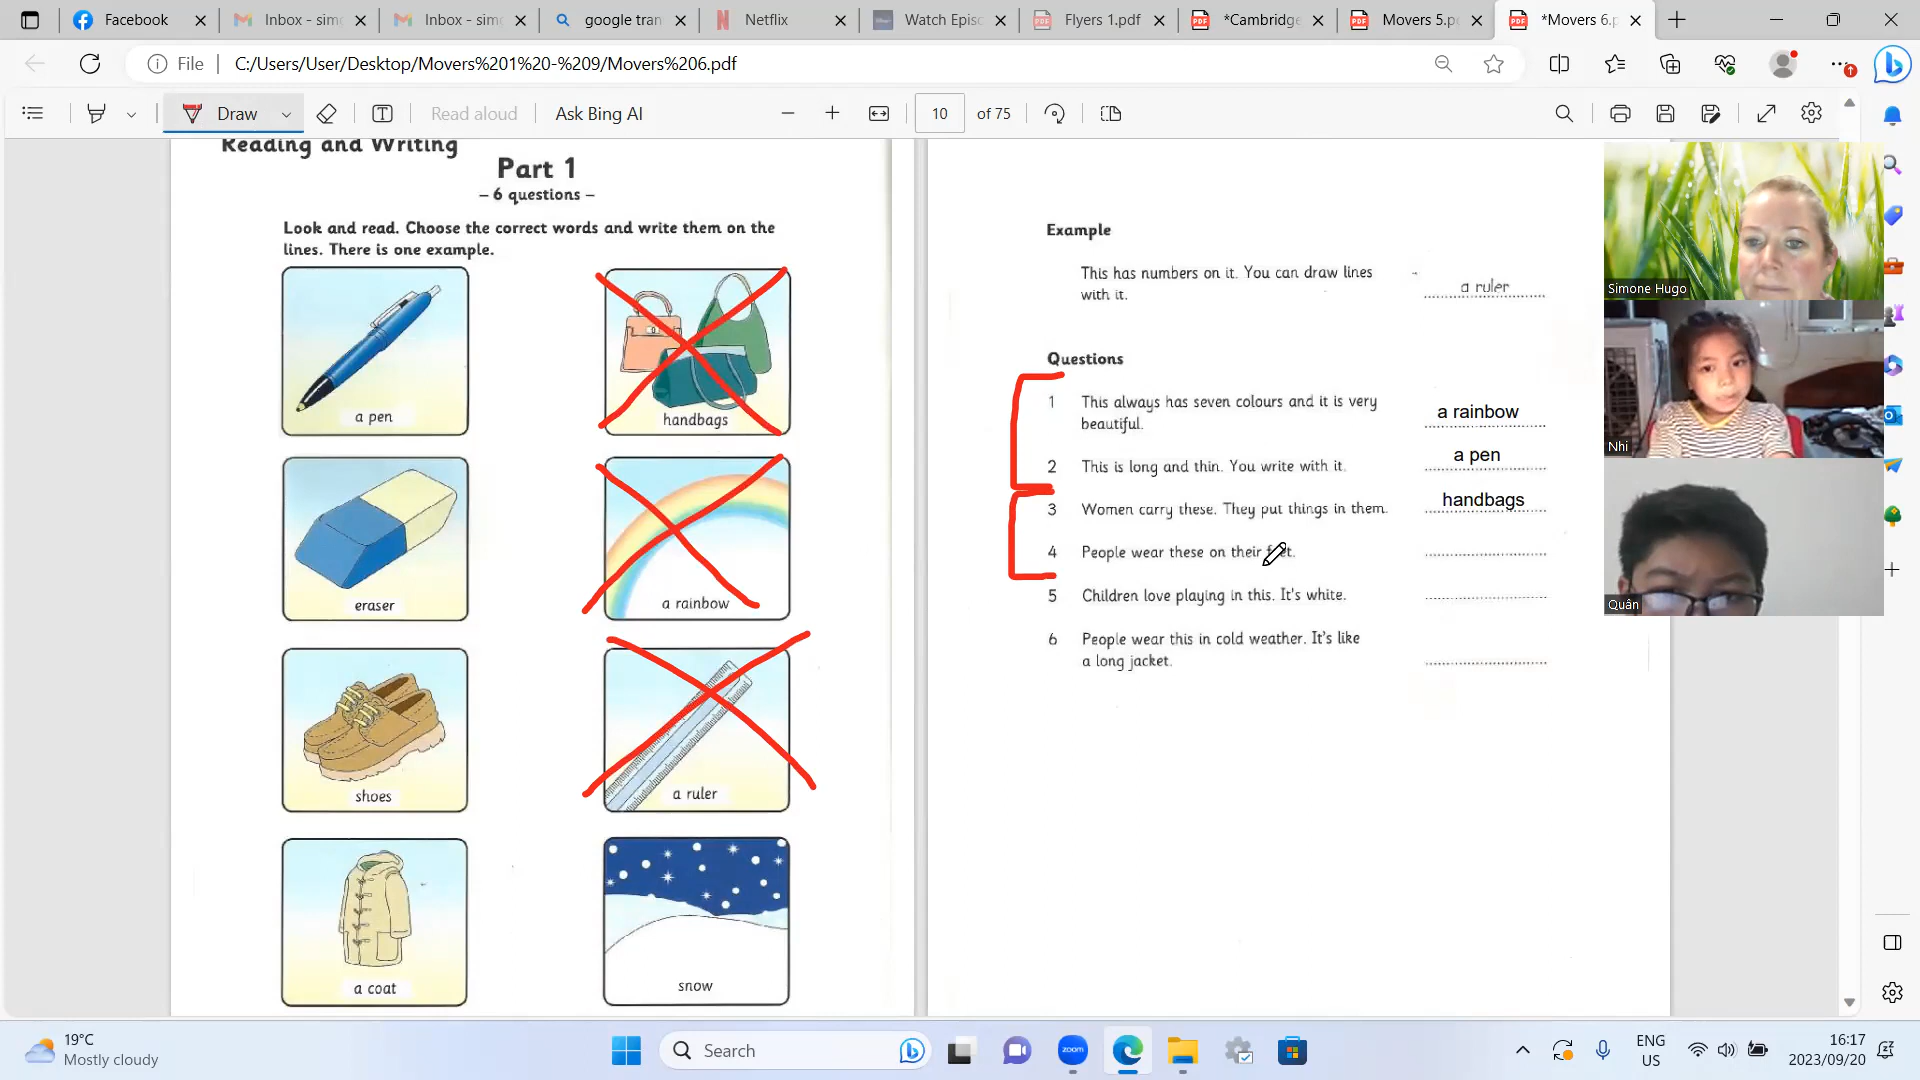 Facebook
Inbox - simo
Inbox - simo
google tran
Netflix
Watch Episo
Flyers 1.pdf
*Cambridge
Movers 5.p
*Movers 6.p
File
C:/Users/User/Desktop/Movers%201%20-%209/Movers%206.pdf
Draw
Read aloud
Ask Bing AI
10
of 75
Reading and Writing
Part 1
– 6 questions –
Look and read. Choose the correct words and write them on the
lines. There is one example.
a pen
handbags
eraser
a rainbow
shoes
a ruler
a coat
snow
Example
This has numbers on it. You can draw lines
with it.
a ruler
Questions
1 This always has seven colours and it is very
beautiful.
a rainbow
2 This is long and thin. You write with it.
a pen
3 Women carry these. They put things in them.
handbags
4 People wear these on their feet.
5 Children love playing in this. It's white.
6 People wear this in cold weather. It's like
a long jacket.
Simone Hugo
Nhi
Quân
19°C
Mostly cloudy
Search
zoom
ENG
US
16:17
2023/09/20